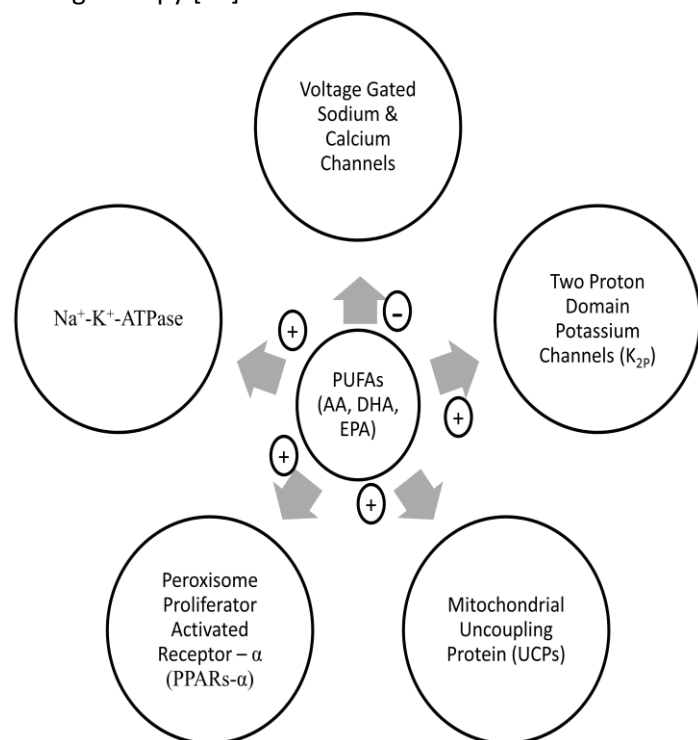 Voltage Gated
Sodium &
Calcium
Channels
Na⁺-K⁺-ATPase
Two Proton
Domain
Potassium
Channels (K₂P)
+
-
PUFAs
(AA, DHA,
EPA)
+
+
+
Peroxisome
Proliferator
Activated
Receptor – α
(PPARs-α)
Mitochondrial
Uncoupling
Protein (UCPs)